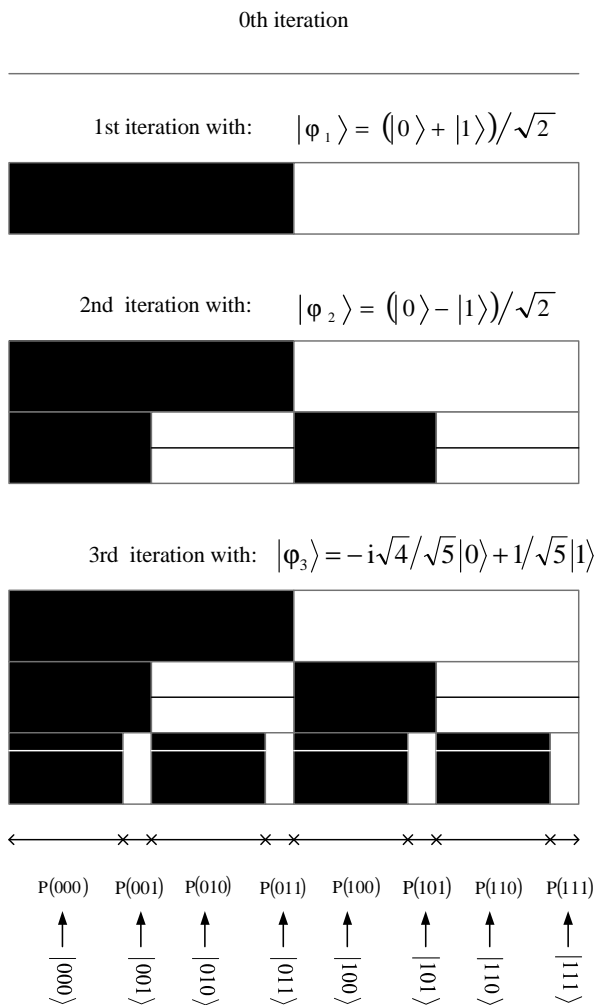 0th iteration
1st iteration with: |φ₁⟩ = (|0⟩ + |1⟩)/√2
2nd iteration with: |φ₂⟩ = (|0⟩ − |1⟩)/√2
3rd iteration with: |φ₃⟩ = − i√4/√5|0⟩ + 1/√5|1⟩
P(000) P(001) P(010) P(011) P(100) P(101) P(110) P(111)
|000⟩ |001⟩ |010⟩ |011⟩ |100⟩ |101⟩ |110⟩ |111⟩